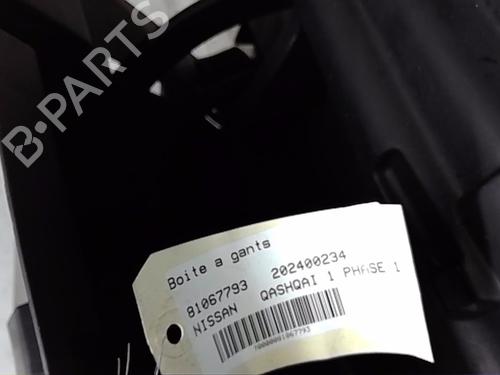 B-PARTS
Boite a gants
81067793 202400234
NISSAN QASHQAI 1 PHASE 1